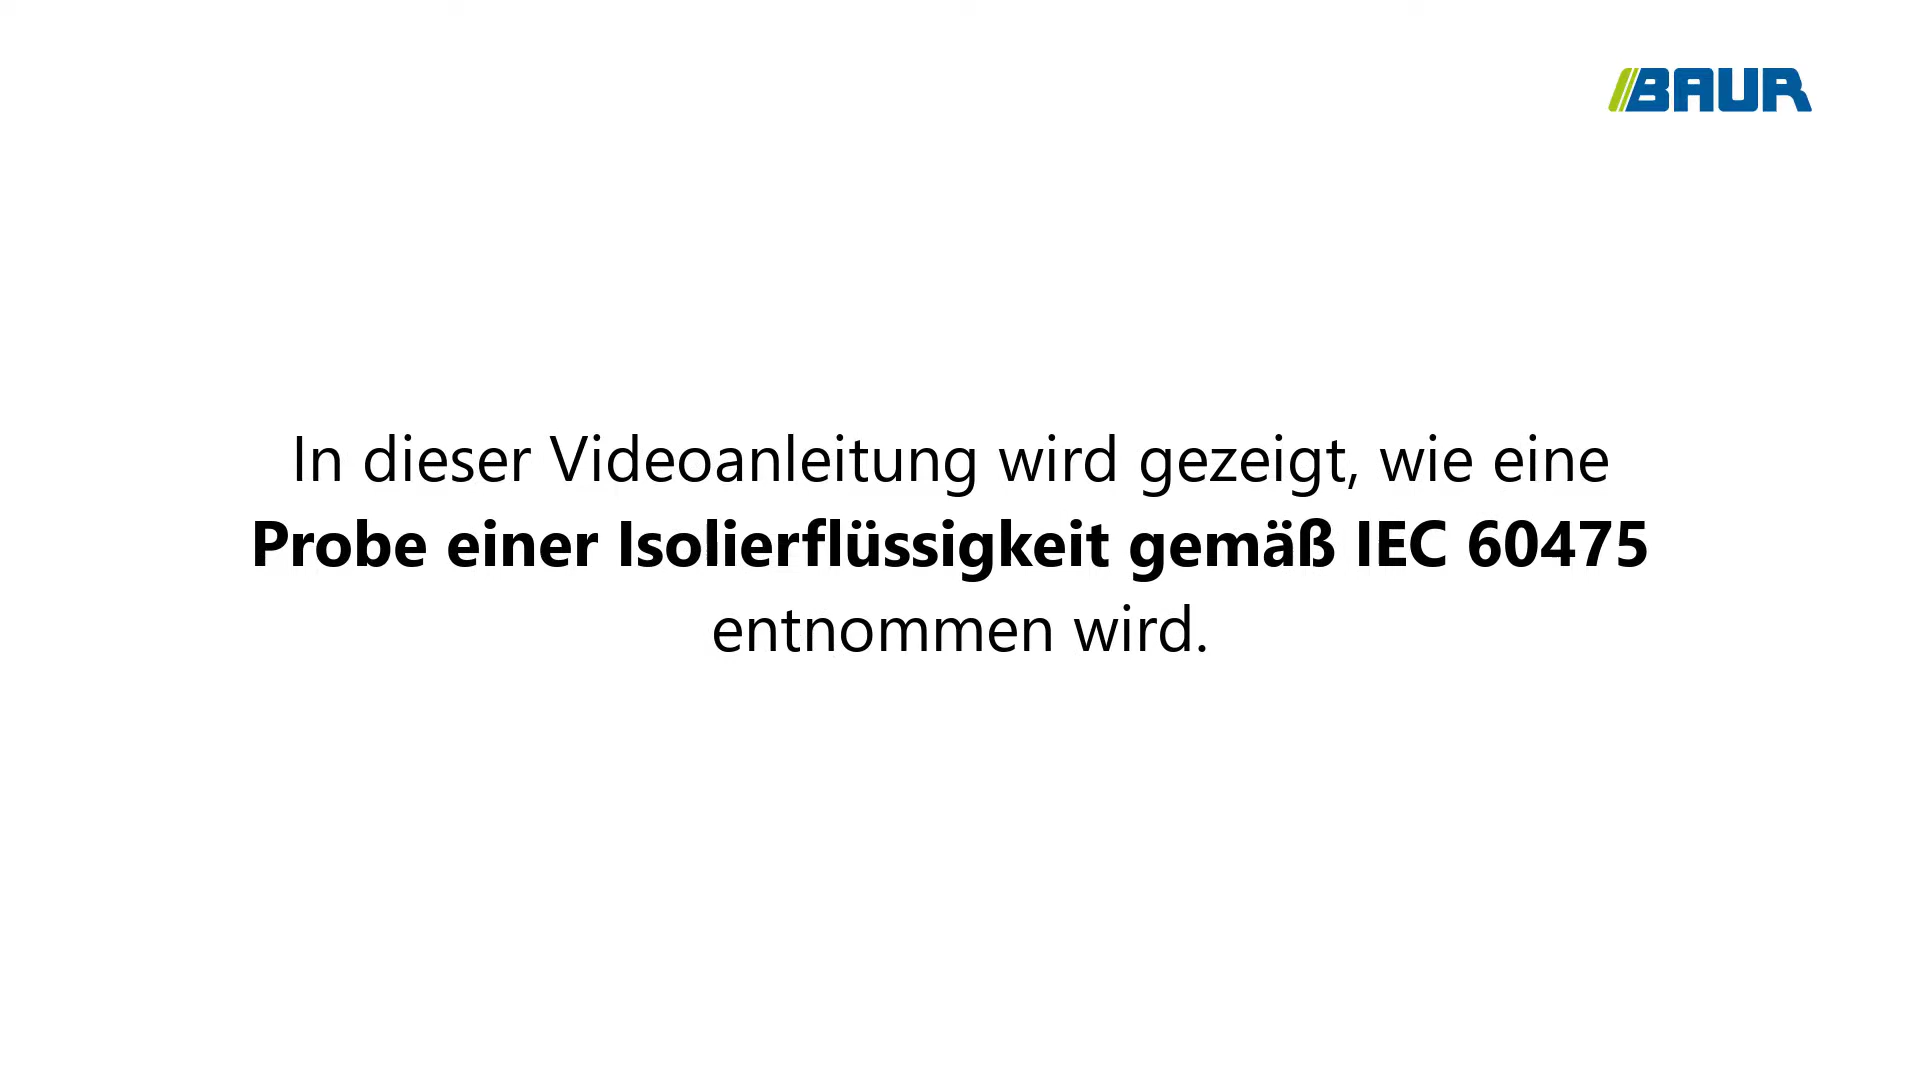 BAUR
In dieser Videoanleitung wird gezeigt, wie eine
Probe einer Isolierflüssigkeit gemäß IEC 60475
entnommen wird.